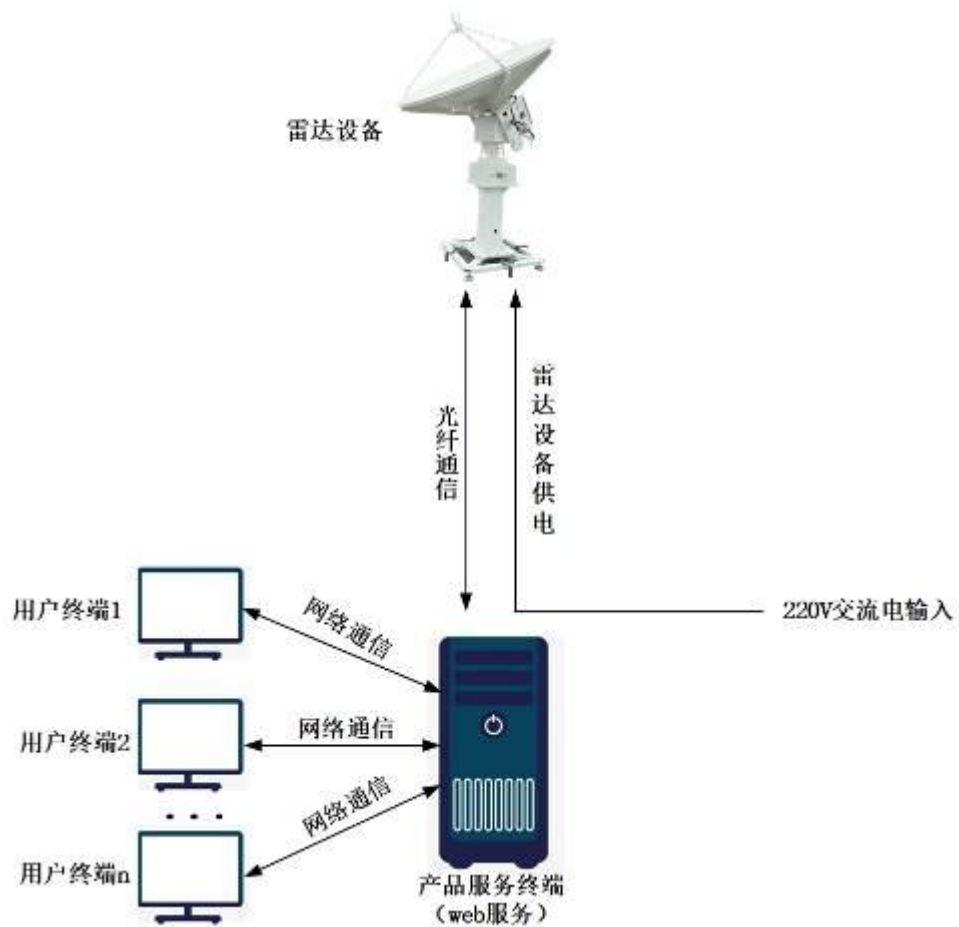 雷达设备
光纤通信
雷达设备供电
用户终端1
网络通信
220V交流电输入
用户终端2
网络通信
网络通信
用户终端n
产品服务终端
（web服务）